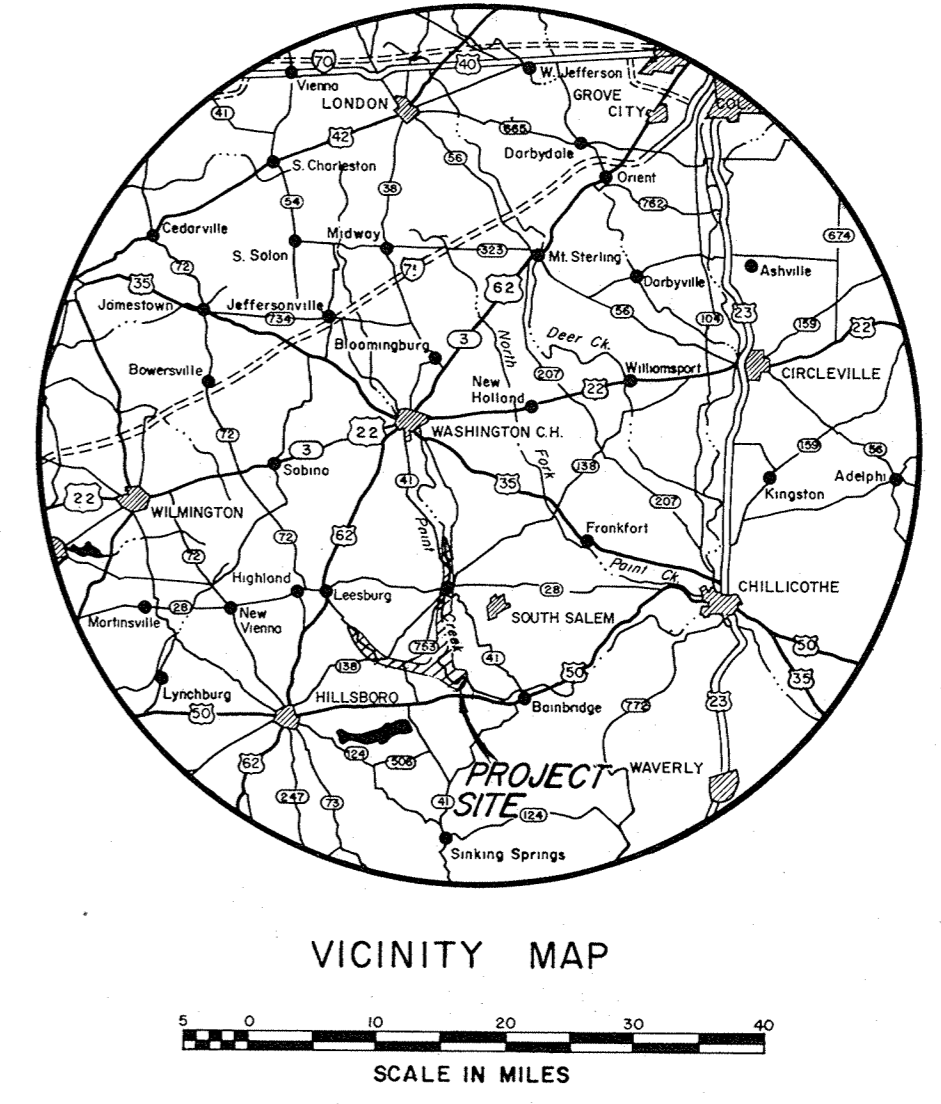 70
40
Vienna
W. Jefferson
41
LONDON
GROVE
CITY
COL
42
665
Darbydale
56
S. Charleston
38
Orient
54
762
Cedarville
Midway
323
674
S. Solon
72
71
Mt. Sterling
Ashville
35
62
Darbyville
Jamestown
Jeffersonville
734
56
104
23
159
22
3
North
Deer Ck.
Bloomingburg
Bowersville
207
Williamsport
CIRCLEVILLE
New
Holland
22
72
22
WASHINGTON C.H.
3
Sabina
Fork
138
159
56
41
35
Adelphi
22
Kingston
WILMINGTON
207
Paint
62
Frankfort
72
72
Paint Ck.
Highland
Leesburg
28
CHILLICOTHE
28
Martinsville
New
Vienna
SOUTH SALEM
Creek
753
41
50
138
50
35
Lynchburg
HILLSBORO
50
Bainbridge
772
23
124
506
62
PROJECT
SITE
WAVERLY
247
73
41
124
Sinking Springs
VICINITY MAP
5 0 10 20 30 40
SCALE IN MILES